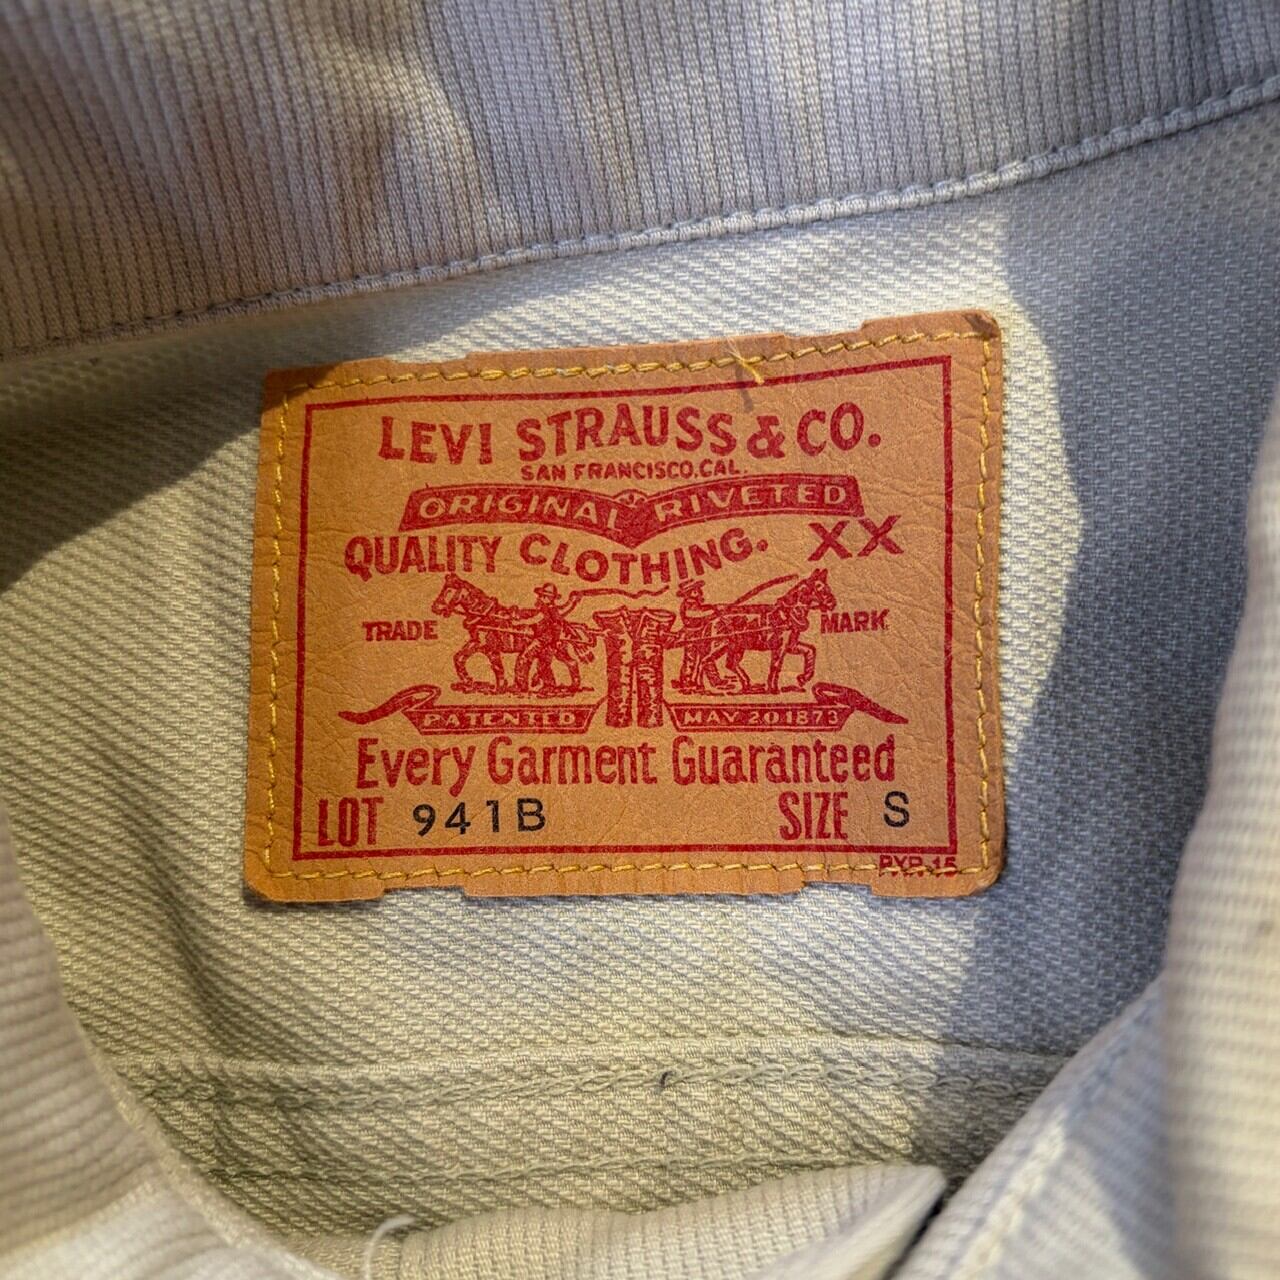 LEVI STRAUSS & CO.
SAN FRANCISCO, CAL.
ORIGINAL RIVETED
QUALITY CLOTHING. XX
TRADE MARK
PATENTED MAY 20 1873
Every Garment Guaranteed
LOT 941B SIZE S